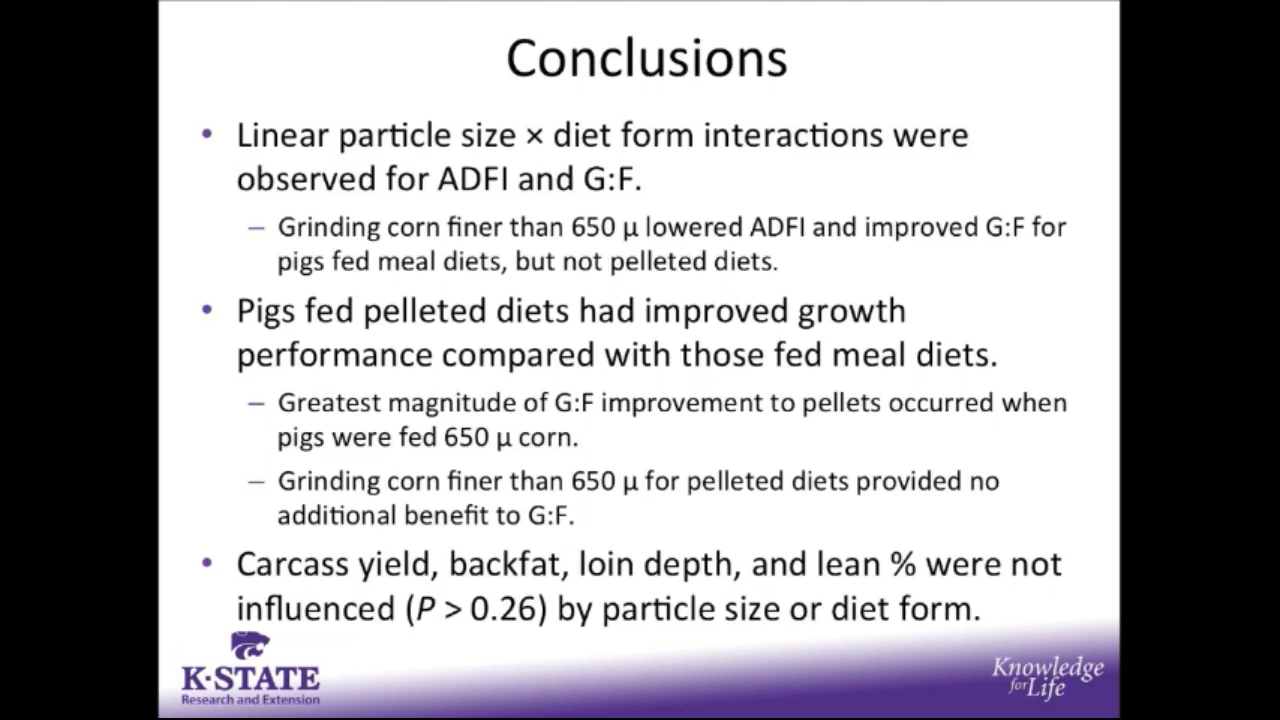 Conclusions
• Linear particle size × diet form interactions were
observed for ADFI and G:F.
– Grinding corn finer than 650 µ lowered ADFI and improved G:F for
pigs fed meal diets, but not pelleted diets.
• Pigs fed pelleted diets had improved growth
performance compared with those fed meal diets.
– Greatest magnitude of G:F improvement to pellets occurred when
pigs were fed 650 µ corn.
– Grinding corn finer than 650 µ for pelleted diets provided no
additional benefit to G:F.
• Carcass yield, backfat, loin depth, and lean % were not
influenced (P > 0.26) by particle size or diet form.
K-STATE
Research and Extension
Knowledge
for Life